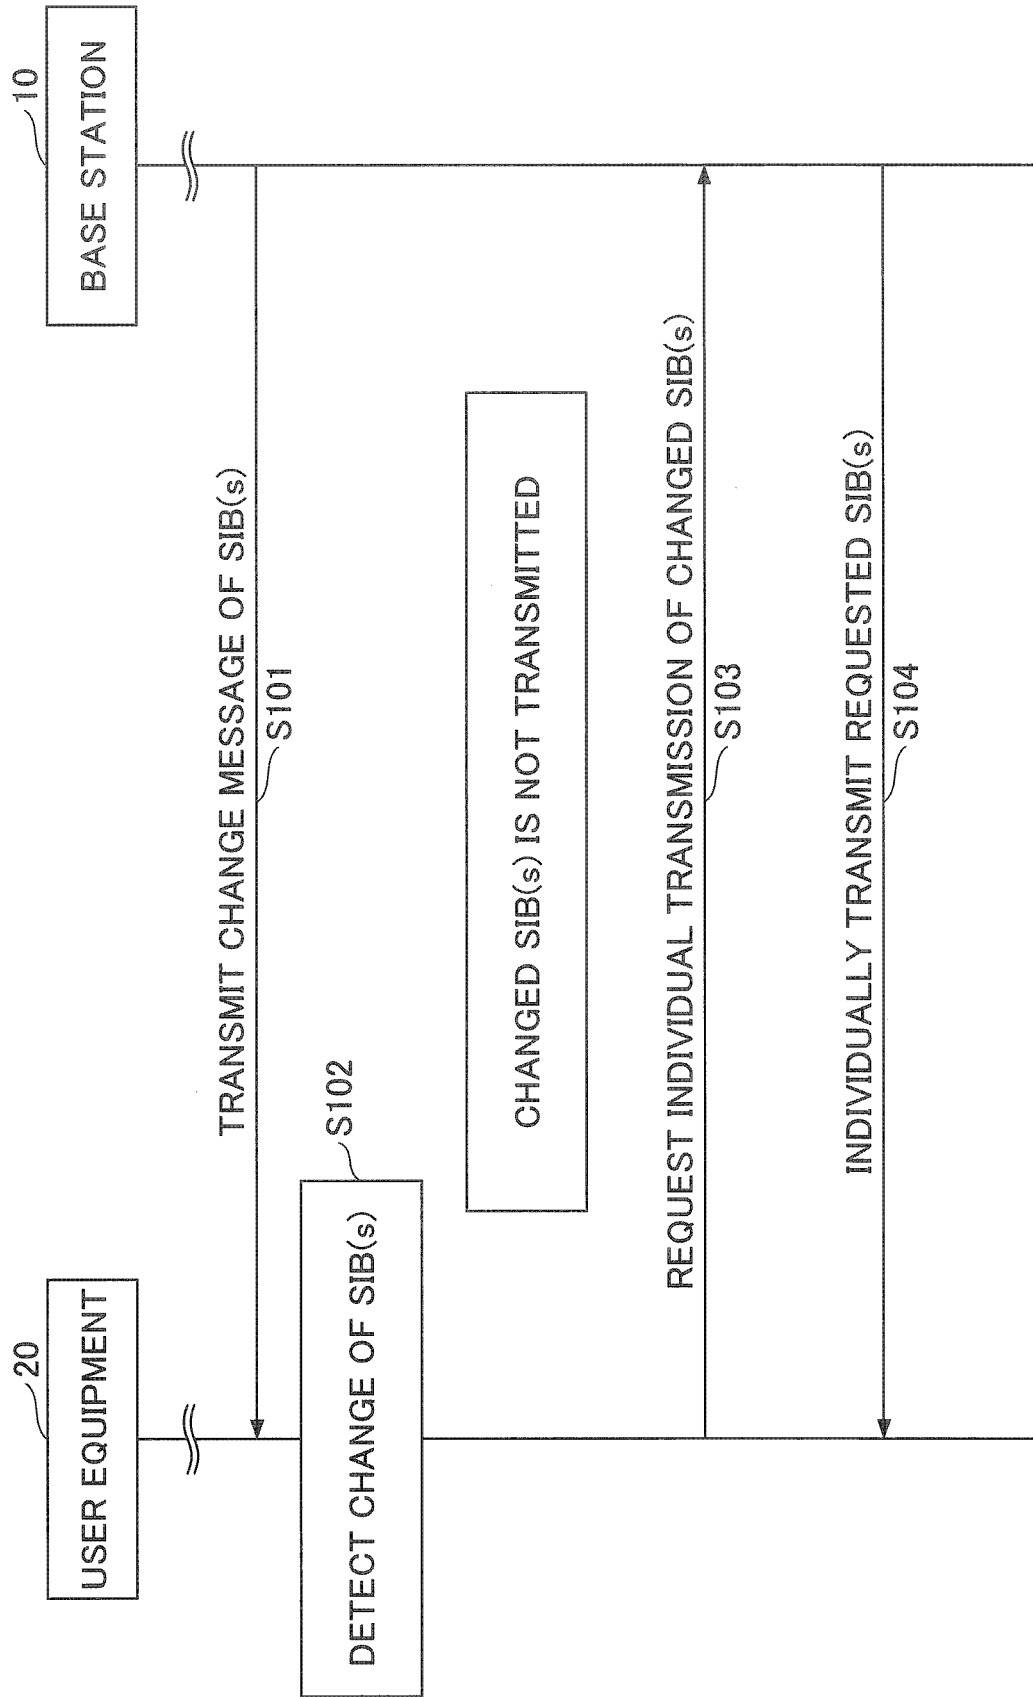 20
USER EQUIPMENT
10
BASE STATION
TRANSMIT CHANGE MESSAGE OF SIB(s)
S101
DETECT CHANGE OF SIB(s)
S102
CHANGED SIB(s) IS NOT TRANSMITTED
REQUEST INDIVIDUAL TRANSMISSION OF CHANGED SIB(s)
S103
INDIVIDUALLY TRANSMIT REQUESTED SIB(s)
S104